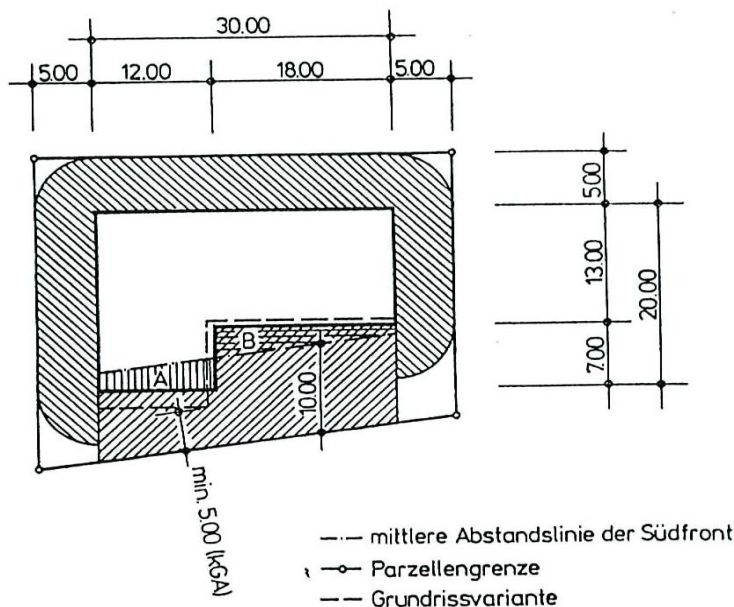 30.00
5.00 12.00 18.00 5.00
5.00
13.00
20.00
7.00
A
B
10.00
min. 5.00 (kGA)
mittlere Abstandslinie der Südfront
Parzellengrenze
Grundrissvariante